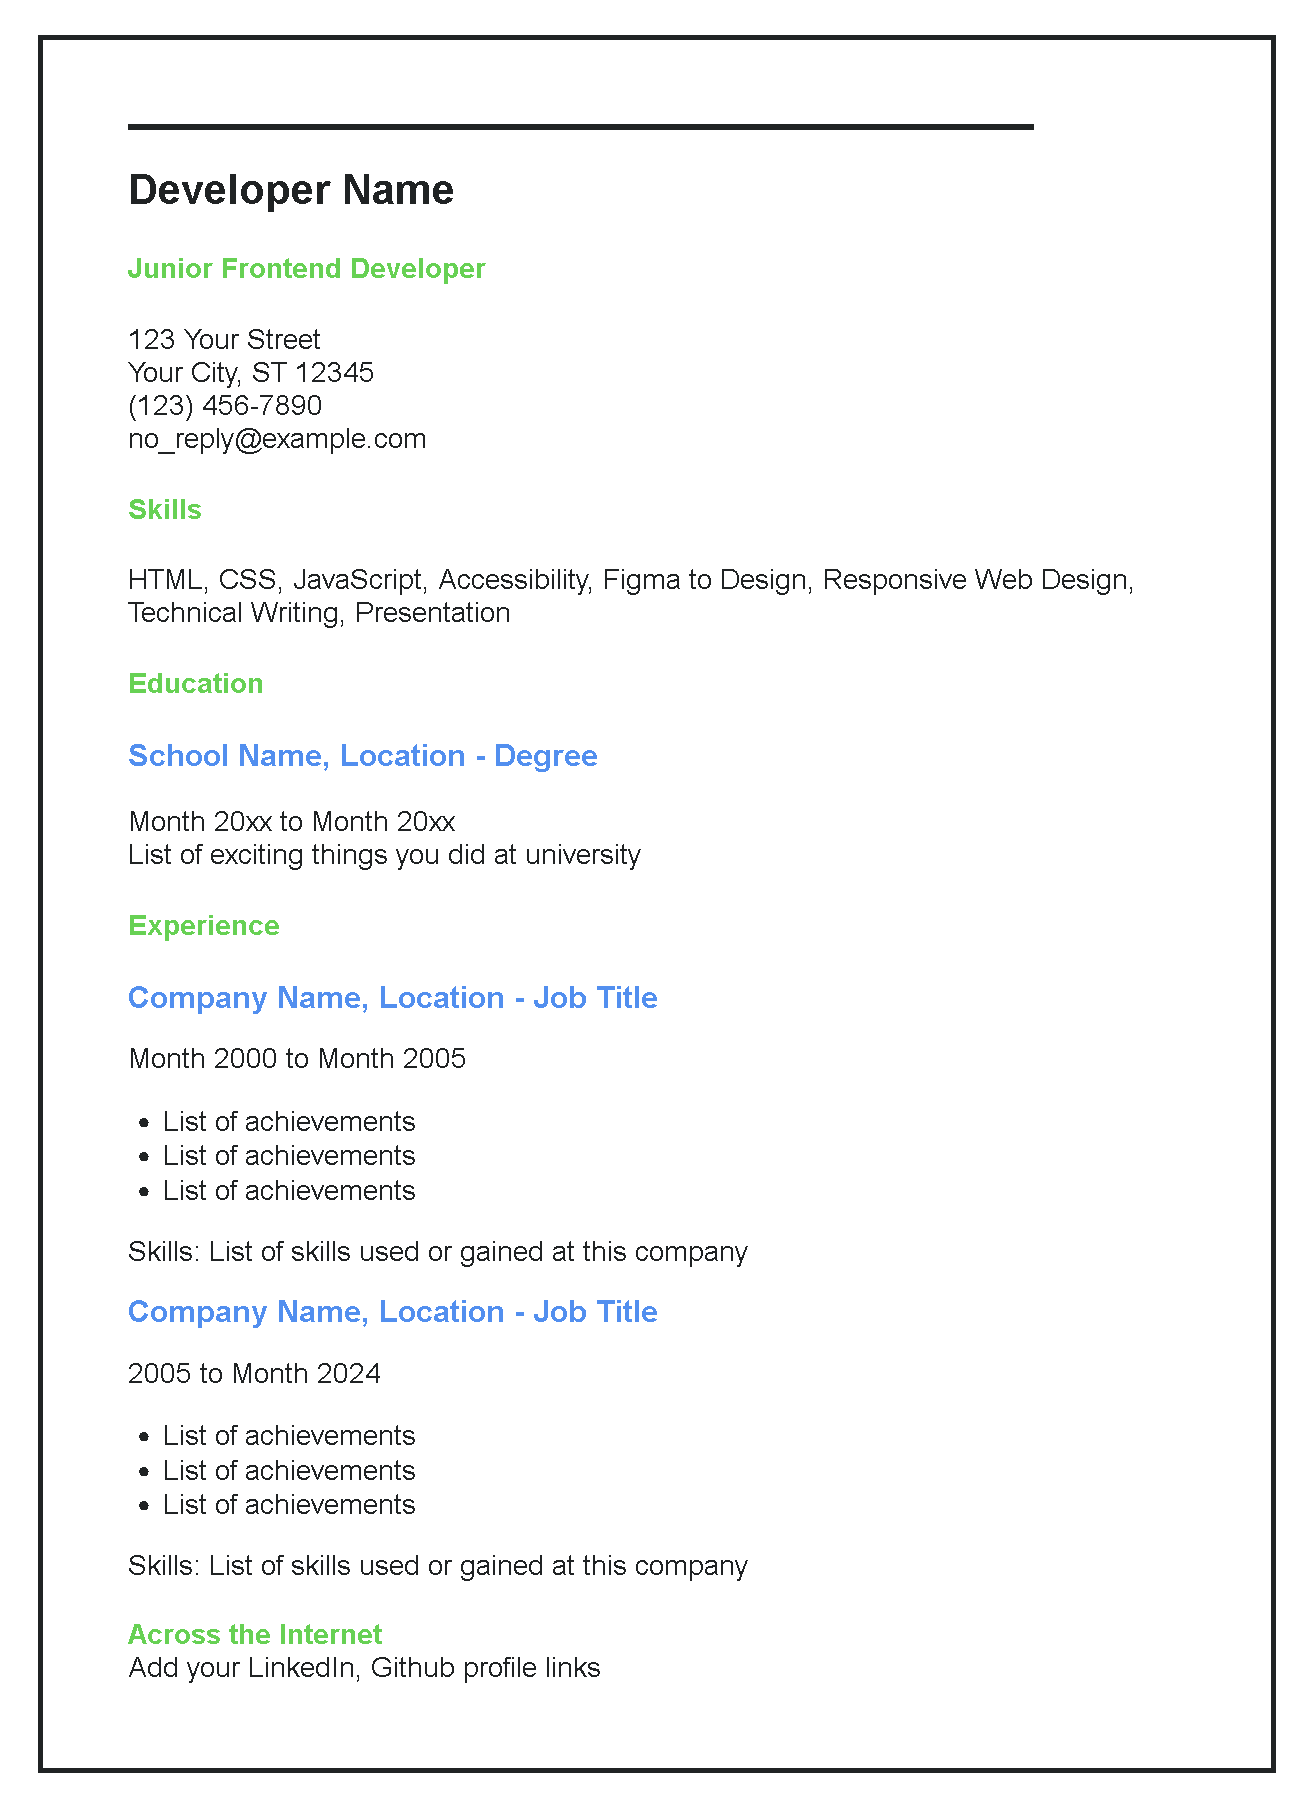 Developer Name
Junior Frontend Developer
123 Your Street
Your City, ST 12345
(123) 456-7890
no_reply@example.com
Skills
HTML, CSS, JavaScript, Accessibility, Figma to Design, Responsive Web Design,
Technical Writing, Presentation
Education
School Name, Location - Degree
Month 20xx to Month 20xx
List of exciting things you did at university
Experience
Company Name, Location - Job Title
Month 2000 to Month 2005
• List of achievements
• List of achievements
• List of achievements
Skills: List of skills used or gained at this company
Company Name, Location - Job Title
2005 to Month 2024
• List of achievements
• List of achievements
• List of achievements
Skills: List of skills used or gained at this company
Across the Internet
Add your LinkedIn, Github profile links